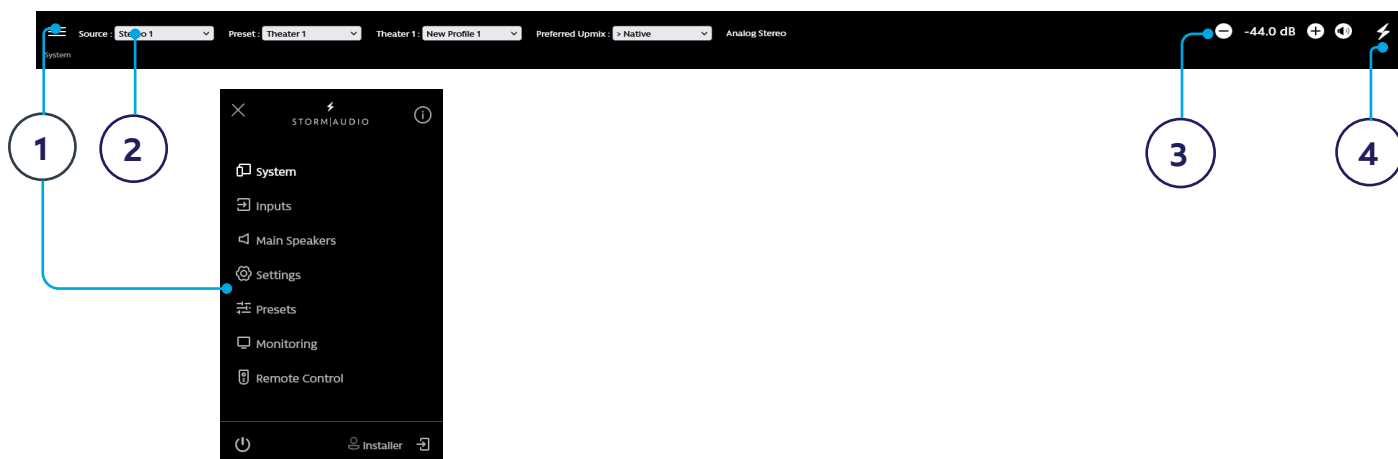 Source : Stereo 1 Preset : Theater 1 Theater 1 : New Profile 1 Preferred Upmix : > Native Analog Stereo -44.0 dB
System
1
2
3
4
STORM|AUDIO
System
Inputs
Main Speakers
Settings
Presets
Monitoring
Remote Control
Installer